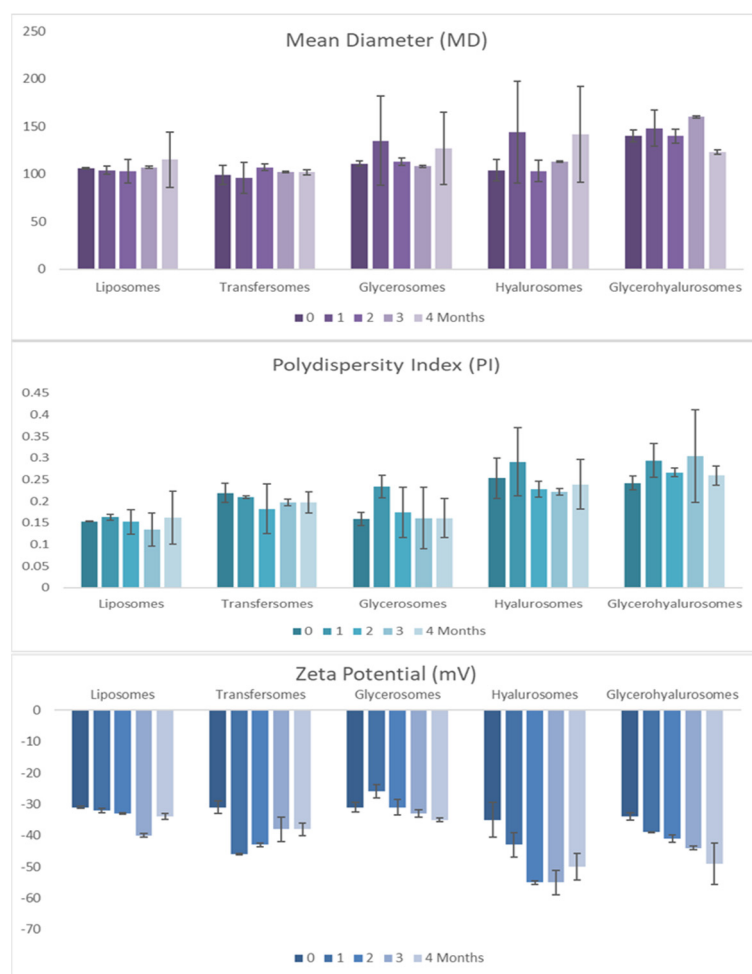 Mean Diameter (MD)
250
200
150
100
50
0
Liposomes Transfersomes Glycerosomes Hyalurosomes Glycerohyalurosomes
0 1 2 3 4 Months
Polydispersity Index (PI)
0.45
0.4
0.35
0.3
0.25
0.2
0.15
0.1
0.05
0
Liposomes Transfersomes Glycerosomes Hyalurosomes Glycerohyalurosomes
0 1 2 3 4 Months
Zeta Potential (mV)
Liposomes Transfersomes Glycerosomes Hyalurosomes Glycerohyalurosomes
0
-10
-20
-30
-40
-50
-60
-70
0 1 2 3 4 Months